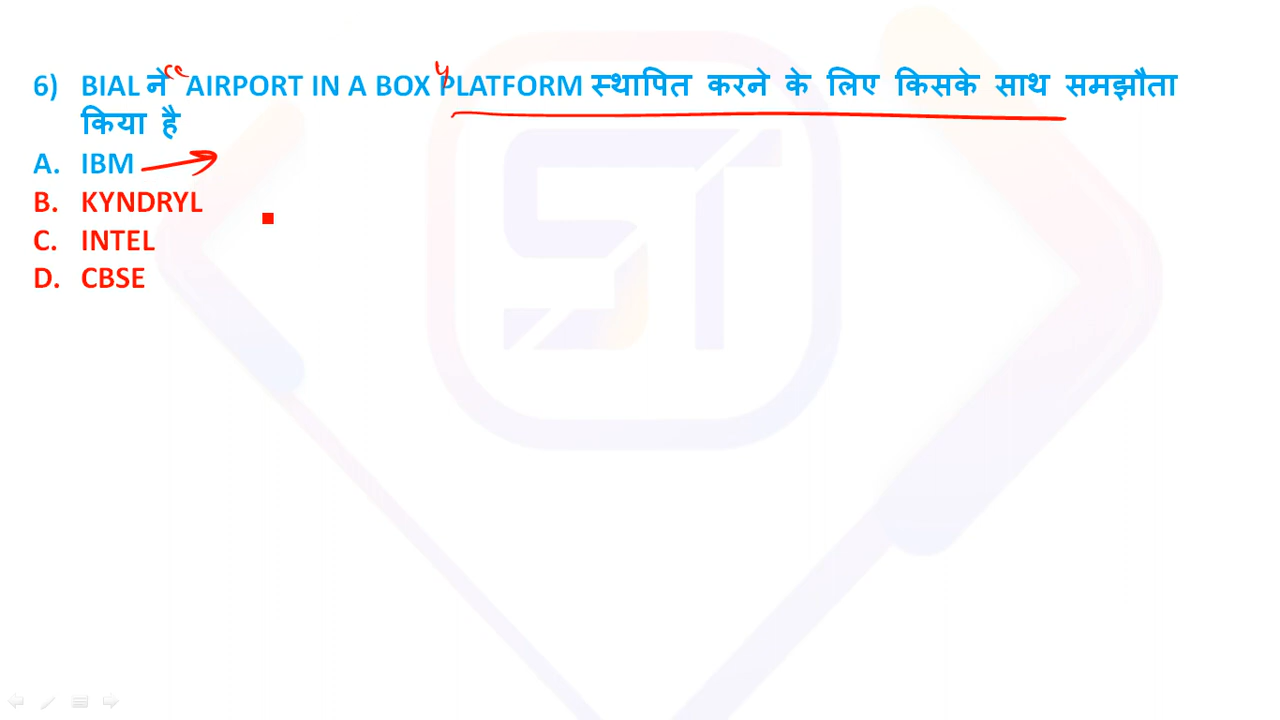 6) BIAL ने “AIRPORT IN A BOX” PLATFORM स्थापित करने के लिए किसके साथ समझौता
किया है
A. IBM
B. KYNDRYL
C. INTEL
D. CBSE